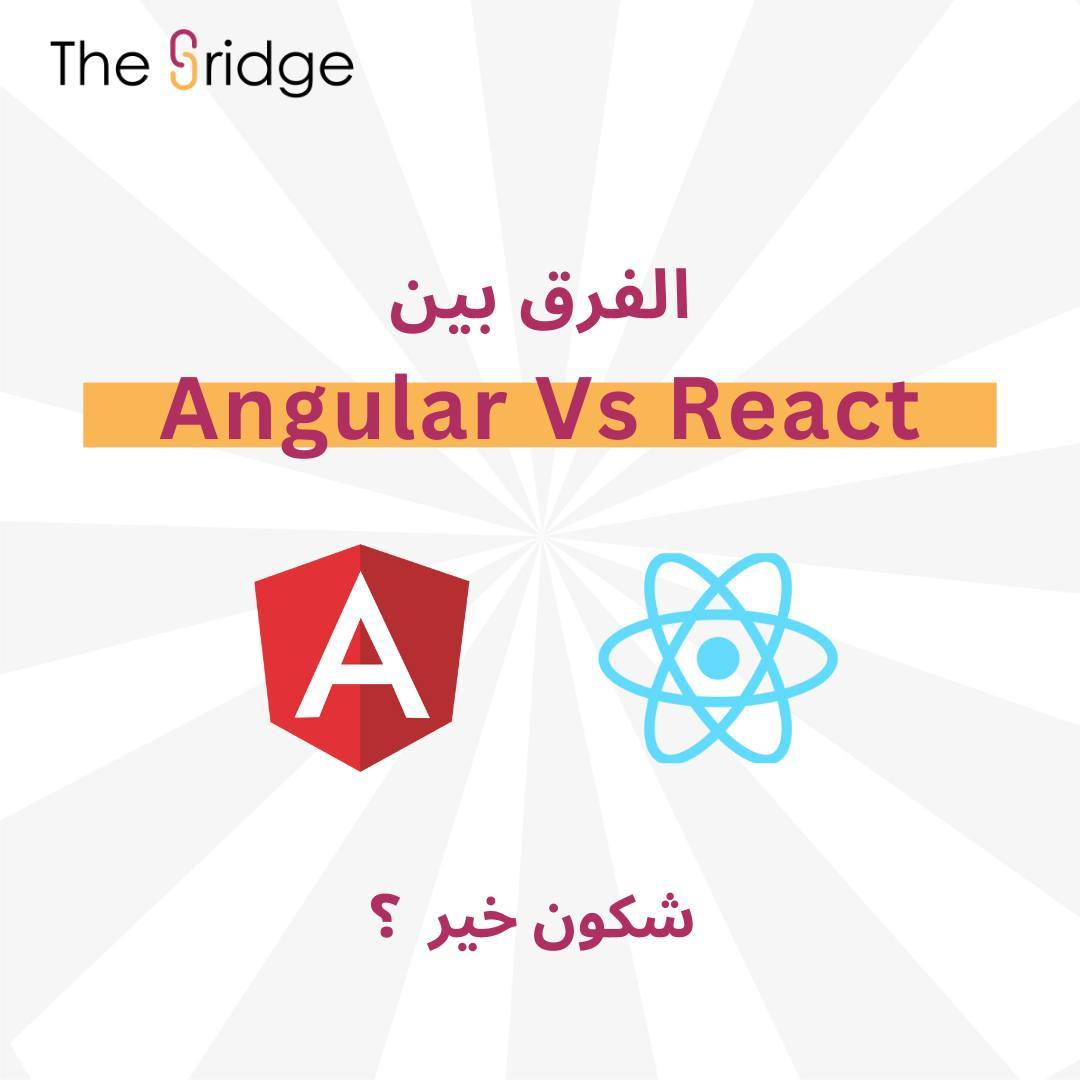 The Bridge
الفرق بين
Angular Vs React
A
شكون خير ؟